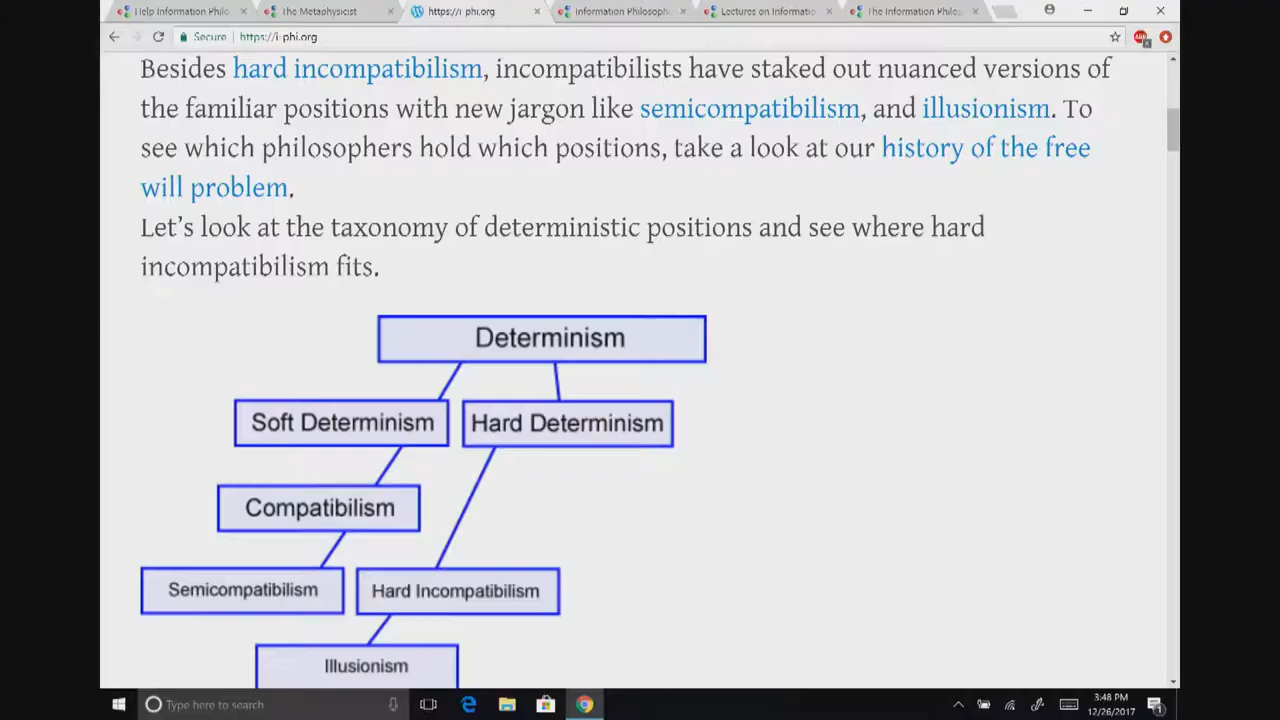 Help Information Philo
The Metaphysicist
https://i-phi.org
Information Philosoph
Lectures on Informatio
The Information Philos
Secure
https://i-phi.org
Besides hard incompatibilism, incompatibilists have staked out nuanced versions of
the familiar positions with new jargon like semicompatibilism, and illusionism. To
see which philosophers hold which positions, take a look at our history of the free
will problem.
Let's look at the taxonomy of deterministic positions and see where hard
incompatibilism fits.
Determinism
Soft Determinism
Hard Determinism
Compatibilism
Semicompatibilism
Hard Incompatibilism
Illusionism
Type here to search
3:48 PM
12/26/2017
1